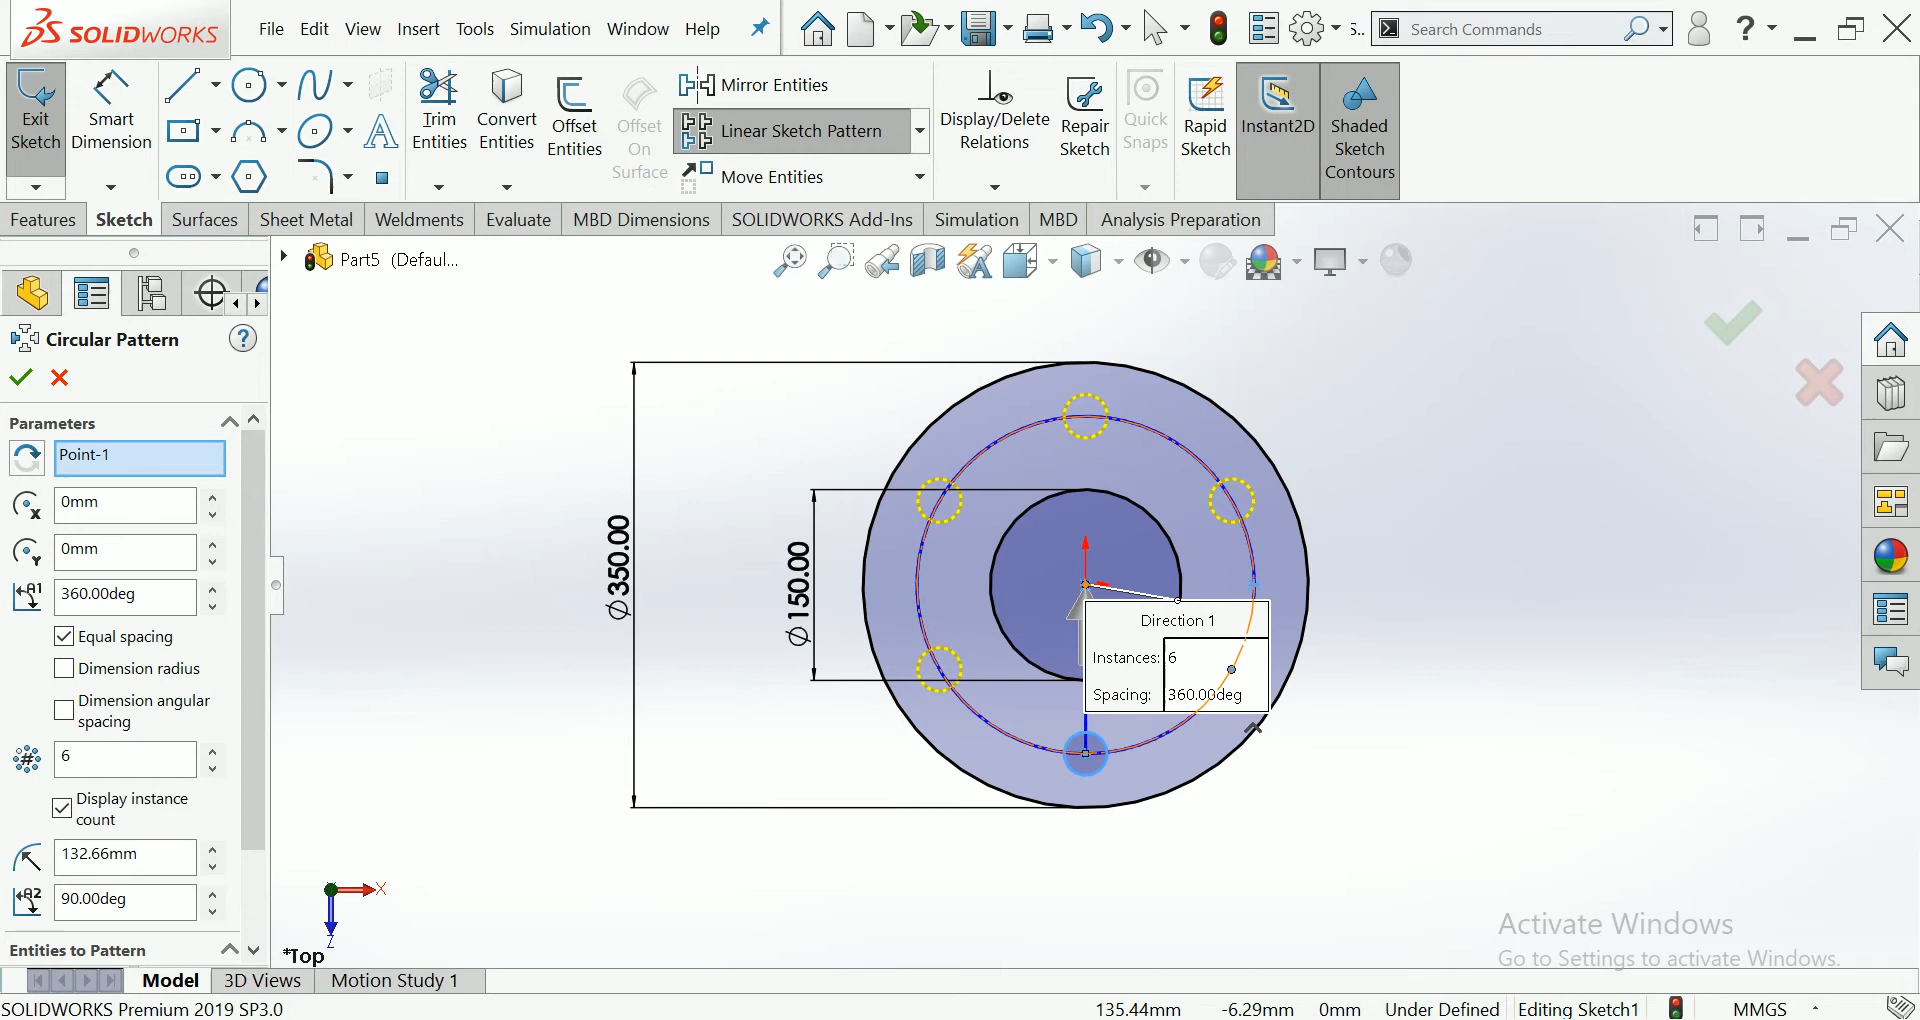 SOLIDWORKS File Edit View Insert Tools Simulation Window Help S.. Search Commands ?
Exit Sketch
Smart Dimension
Trim Entities
Convert Entities
Offset Entities
Offset On Surface
Mirror Entities
Linear Sketch Pattern
Move Entities
Display/Delete Relations
Repair Sketch
Quick Snaps
Rapid Sketch
Instant2D
Shaded Sketch Contours
Features Sketch Surfaces Sheet Metal Weldments Evaluate MBD Dimensions SOLIDWORKS Add-Ins Simulation MBD Analysis Preparation
Part5 (Defaul...
Circular Pattern ?
Parameters
Point-1
X 0mm
Y 0mm
A1 360.00deg
Equal spacing
Dimension radius
Dimension angular
spacing
# 6
Display instance
count
132.66mm
A2 90.00deg
Entities to Pattern
Ø350.00
Ø150.00
Direction 1
Instances: 6
Spacing: 360.00deg
X
Z
*Top
Activate Windows
Go to Settings to activate Windows.
Model 3D Views Motion Study 1
SOLIDWORKS Premium 2019 SP3.0 135.44mm -6.29mm 0mm Under Defined Editing Sketch1 MMGS